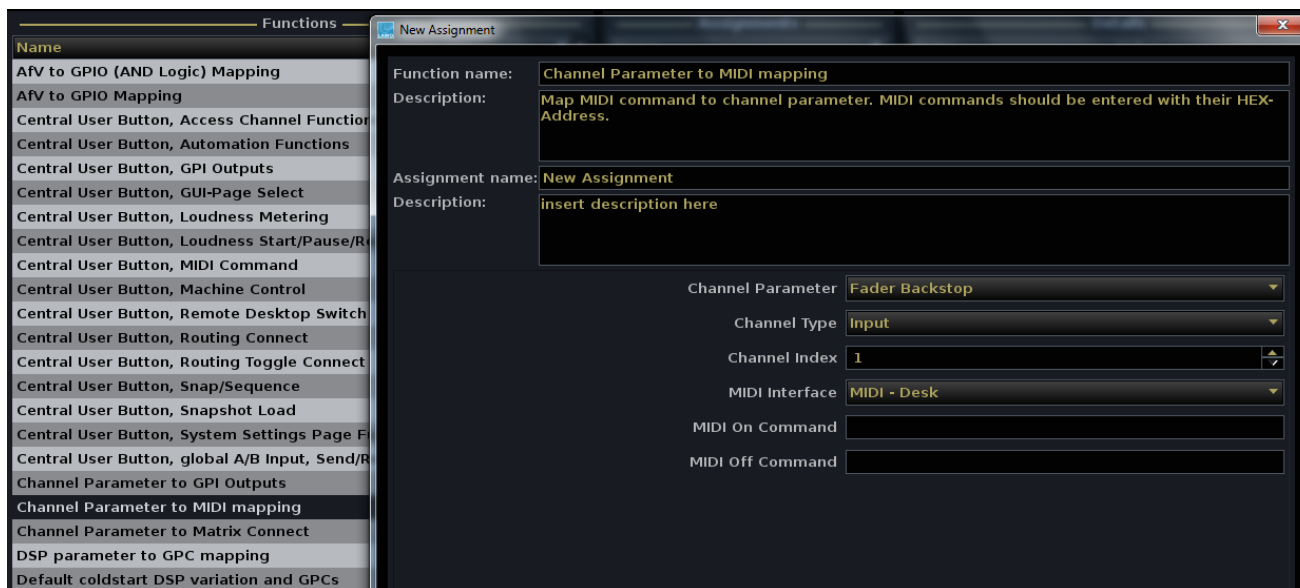 Functions
Name
AfV to GPIO (AND Logic) Mapping
AfV to GPIO Mapping
Central User Button, Access Channel
Central User Button, Automation Functions
Central User Button, GPI Outputs
Central User Button, GUI-Page Select
Central User Button, Loudness Metering
Central User Button, Loudness Start/Pause/
Central User Button, MIDI Command
Central User Button, Machine Control
Central User Button, Remote Desktop Switch
Central User Button, Routing Connect
Central User Button, Routing Toggle Connect
Central User Button, Snap/Sequence
Central User Button, Snapshot Load
Central User Button, System Settings Page
Central User Button, global A/B Input, Send/
Channel Parameter to GPI Outputs
Channel Parameter to MIDI mapping
Channel Parameter to Matrix Connect
DSP parameter to GPC mapping
Default coldstart DSP variation and GPCs
New Assignment
Function name: Channel Parameter to MIDI mapping
Description: Map MIDI command to channel parameter. MIDI commands should be entered with their HEX-
Address.
Assignment name: New Assignment
Description: insert description here
Channel Parameter Fader Backstop
Channel Type Input
Channel Index 1
MIDI Interface MIDI - Desk
MIDI On Command
MIDI Off Command